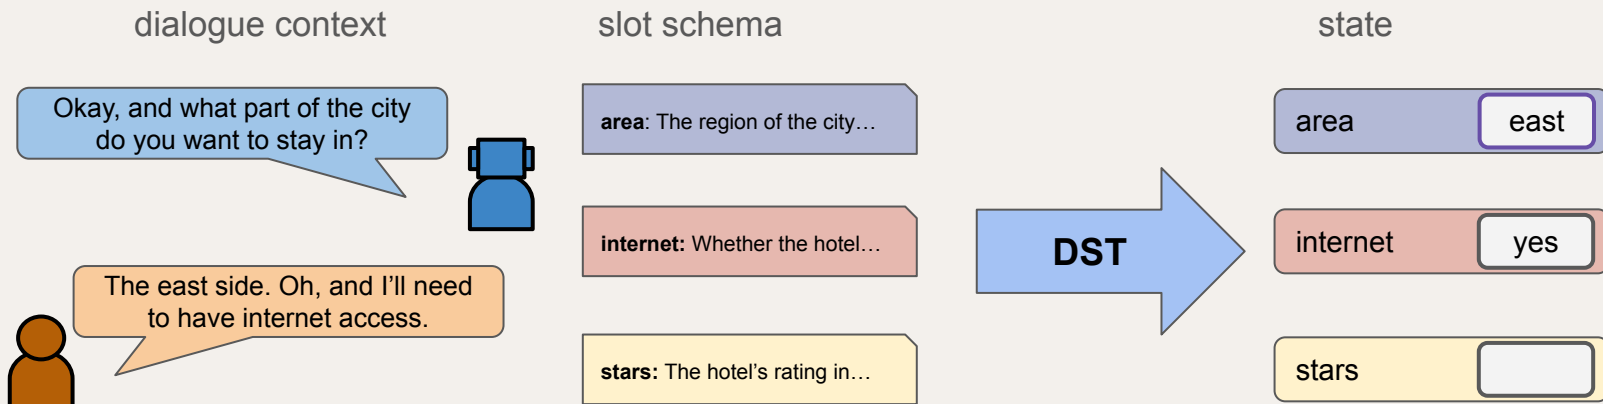 dialogue context
slot schema
state
Okay, and what part of the city
do you want to stay in?
The east side. Oh, and I'll need
to have internet access.
area: The region of the city…
internet: Whether the hotel…
stars: The hotel's rating in…
DST
area east
internet yes
stars